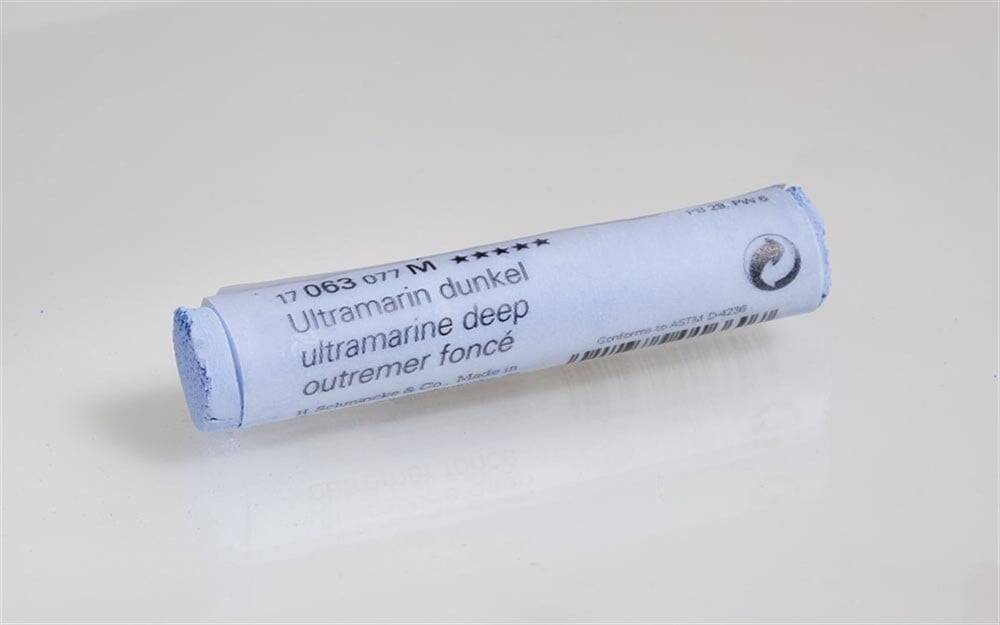 17 063 077 M ★★★★★
Ultramarin dunkel
ultramarine deep
outremer foncé
H. Schmincke & Co., Made in
PB 29, PW 6
Conforms to ASTM D-4236